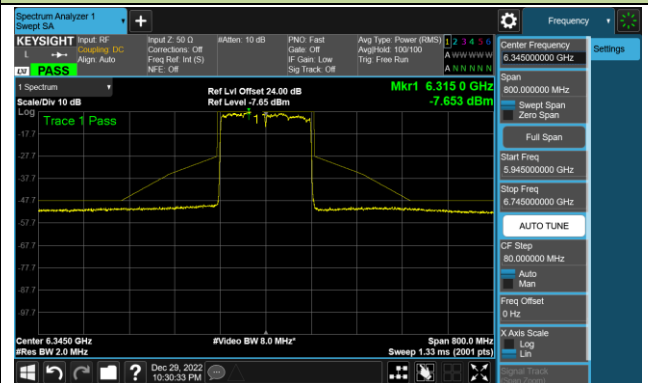 Spectrum Analyzer 1
Swept SA
Frequency
KEYSIGHT
Input: RF
Coupling: DC
Align: Auto
Input Z: 50 Ω
Corrections: Off
Freq Ref: Int (S)
NFE: Off
#Atten: 10 dB
PNO: Fast
Gate: Off
IF Gain: Low
Sig Track: Off
Avg Type: Power (RMS)
Avg|Hold: 100/100
Trig: Free Run
1 2 3 4 5 6
A W W W W W
A N N N N N
L
LXI
PASS
1 Spectrum
Scale/Div 10 dB
Ref Lvl Offset 24.00 dB
Ref Level -7.65 dBm
Mkr1 6.315 0 GHz
-7.653 dBm
Log
Trace 1 Pass
1
-17.7
-27.7
-37.7
-47.7
-57.7
-67.7
-77.7
-87.7
-97.7
Center 6.3450 GHz
#Res BW 2.0 MHz
#Video BW 8.0 MHz*
Span 800.0 MHz
Sweep 1.33 ms (2001 pts)
Dec 29, 2022
10:30:33 PM
Center Frequency
6.345000000 GHz
Settings
Span
800.000000 MHz
Swept Span
Zero Span
Full Span
Start Freq
5.945000000 GHz
Stop Freq
6.745000000 GHz
AUTO TUNE
CF Step
80.000000 MHz
Auto
Man
Freq Offset
0 Hz
X Axis Scale
Log
Lin
Signal Track
(Span Zoom)